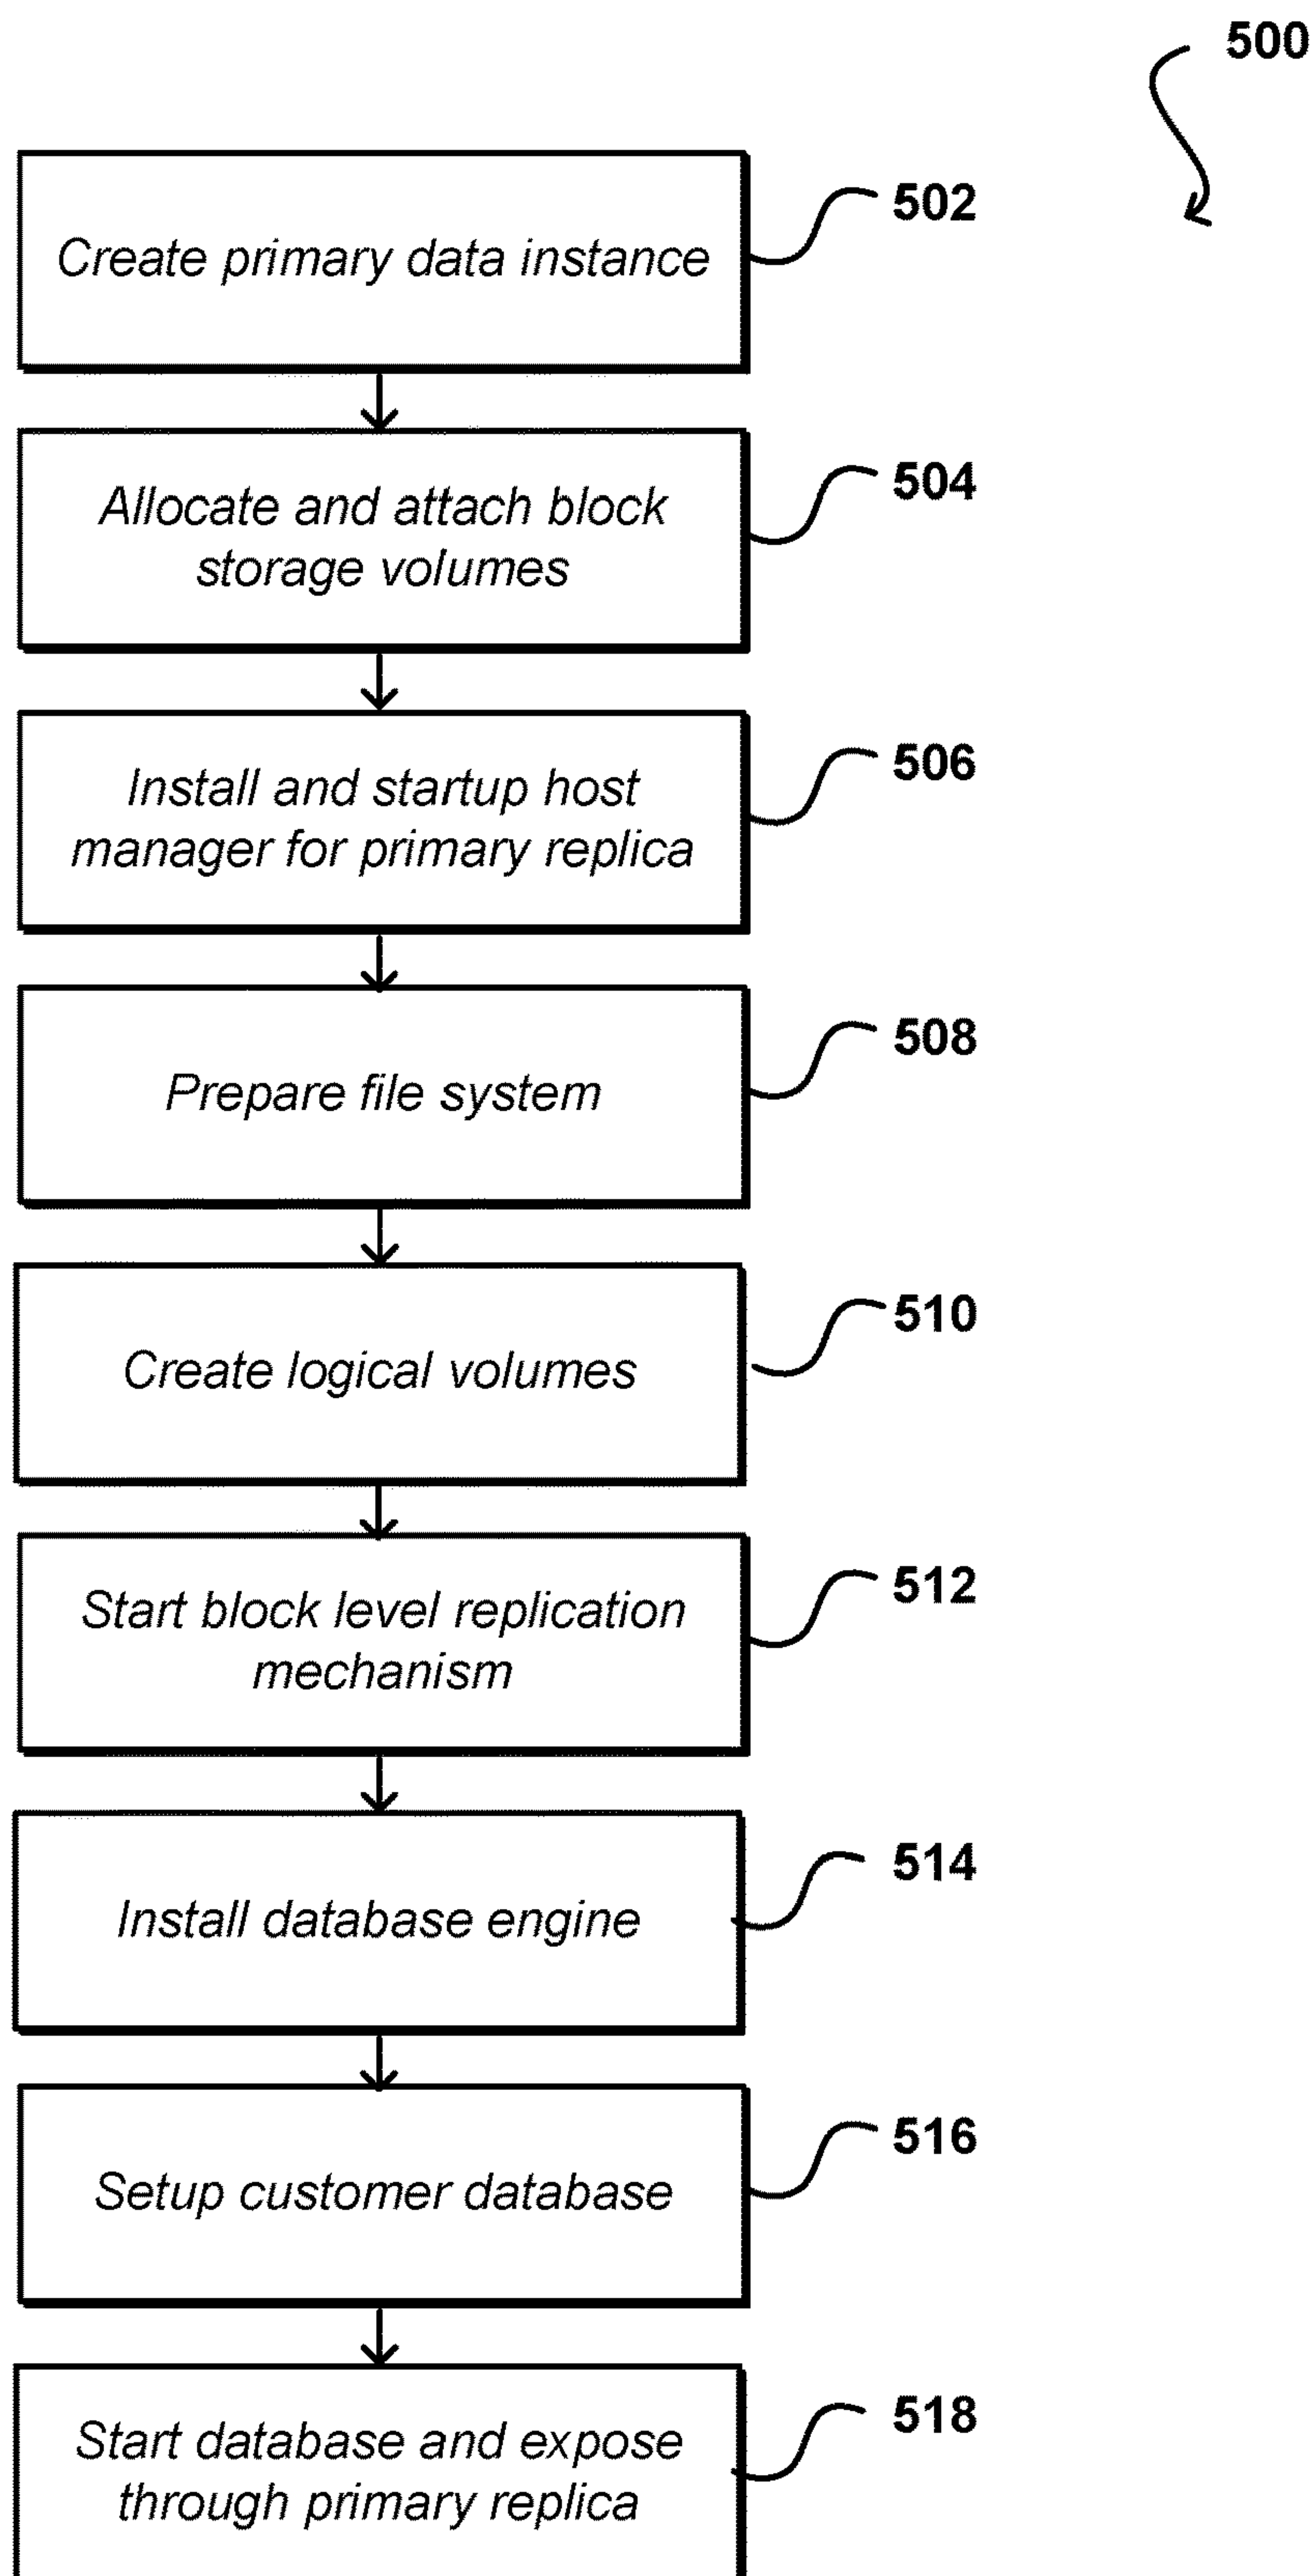 500
Create primary data instance
502
Allocate and attach block
storage volumes
504
Install and startup host
manager for primary replica
506
Prepare file system
508
Create logical volumes
510
Start block level replication
mechanism
512
Install database engine
514
Setup customer database
516
Start database and expose
through primary replica
518